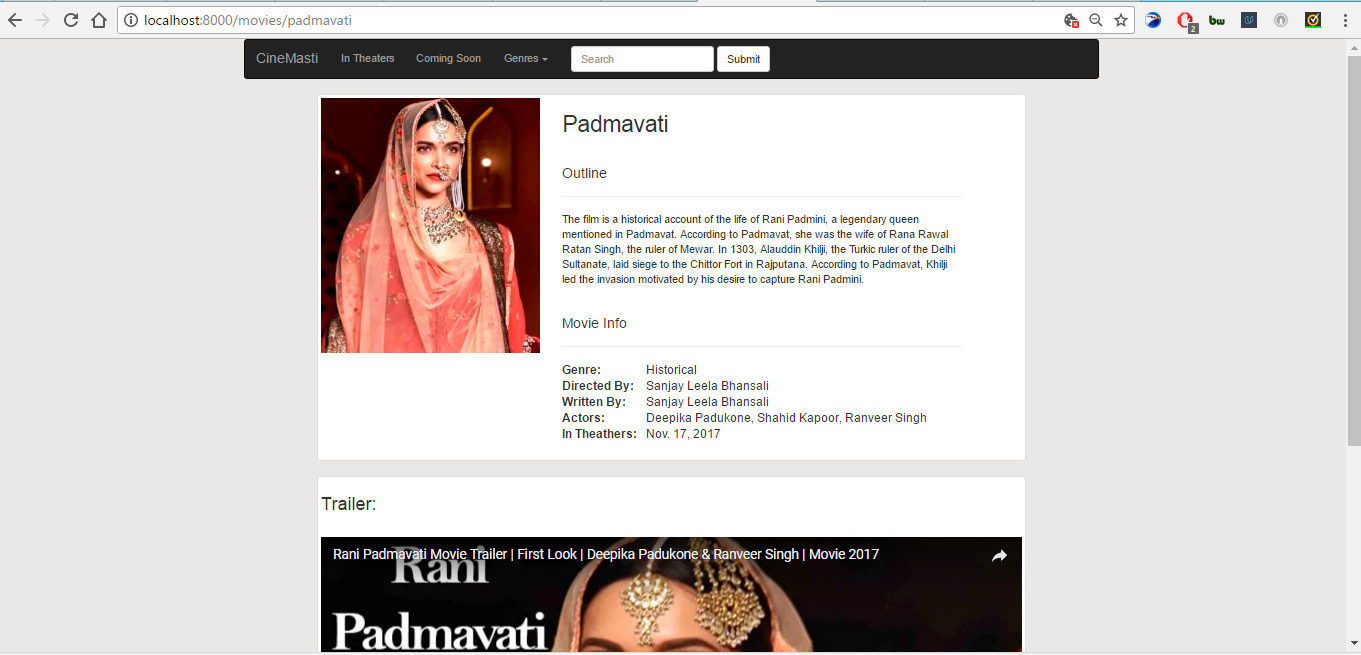 localhost:8000/movies/padmavati
2
CineMasti In Theaters Coming Soon Genres Search Submit
Padmavati
Outline
The film is a historical account of the life of Rani Padmini, a legendary queen
mentioned in Padmavat. According to Padmavat, she was the wife of Rana Rawal
Ratan Singh, the ruler of Mewar. In 1303, Alauddin Khilji, the Turkic ruler of the Delhi
Sultanate, laid siege to the Chittor Fort in Rajputana. According to Padmavat, Khilji
led the invasion motivated by his desire to capture Rani Padmini.
Movie Info
Genre: Historical
Directed By: Sanjay Leela Bhansali
Written By: Sanjay Leela Bhansali
Actors: Deepika Padukone, Shahid Kapoor, Ranveer Singh
In Theathers: Nov. 17, 2017
Trailer:
Rani Padmavati Movie Trailer | First Look | Deepika Padukone & Ranveer Singh | Movie 2017
Rani
Padmavati